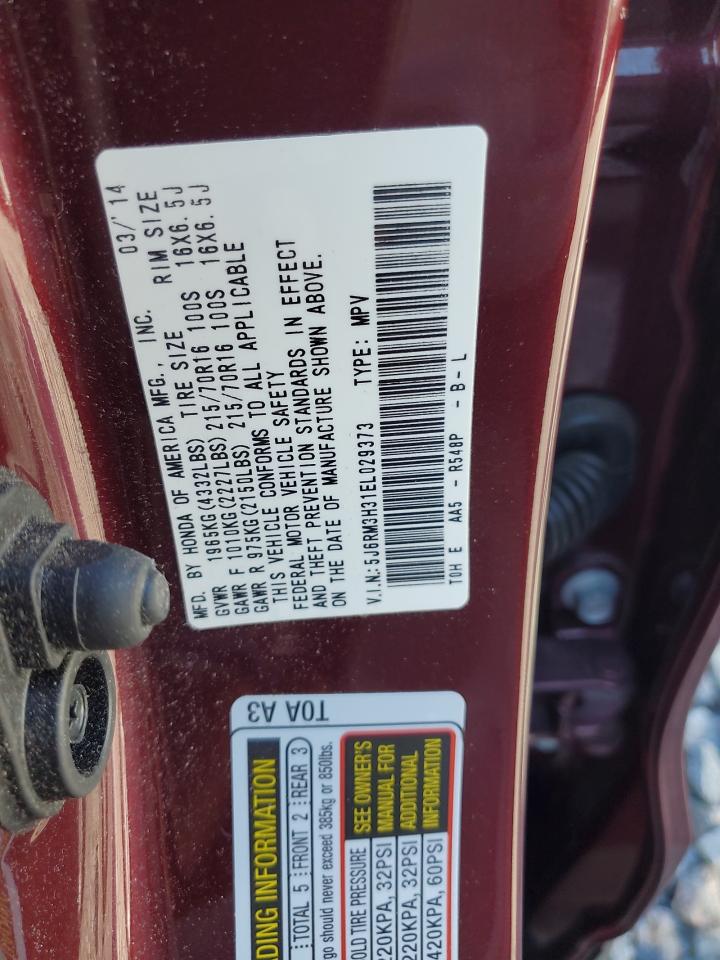 MFD. BY HONDA OF AMERICA MFG., INC. 03/'14
GVWR 1965KG(4332LBS) TIRE SIZE RIM SIZE
GAWR F 1010KG(2227LBS) 215/70R16 100S 16X6.5J
GAWR R 975KG(2150LBS) 215/70R16 100S 16X6.5J
THIS VEHICLE CONFORMS TO ALL APPLICABLE
FEDERAL MOTOR VEHICLE SAFETY
AND THEFT PREVENTION STANDARDS IN EFFECT
ON THE DATE OF MANUFACTURE SHOWN ABOVE.
V.I.N.: 5J6RM3H31EL029373 TYPE: MPV
T0H E AA5 - R548P - B - L
T0A A3
ADING INFORMATION
TOTAL 5 FRONT 2 REAR 3
go should never exceed 385kg or 850lbs.
OLD TIRE PRESSURE
220KPA, 32PSI
220KPA, 32PSI
420KPA, 60PSI
SEE OWNER'S
MANUAL FOR
ADDITIONAL
INFORMATION